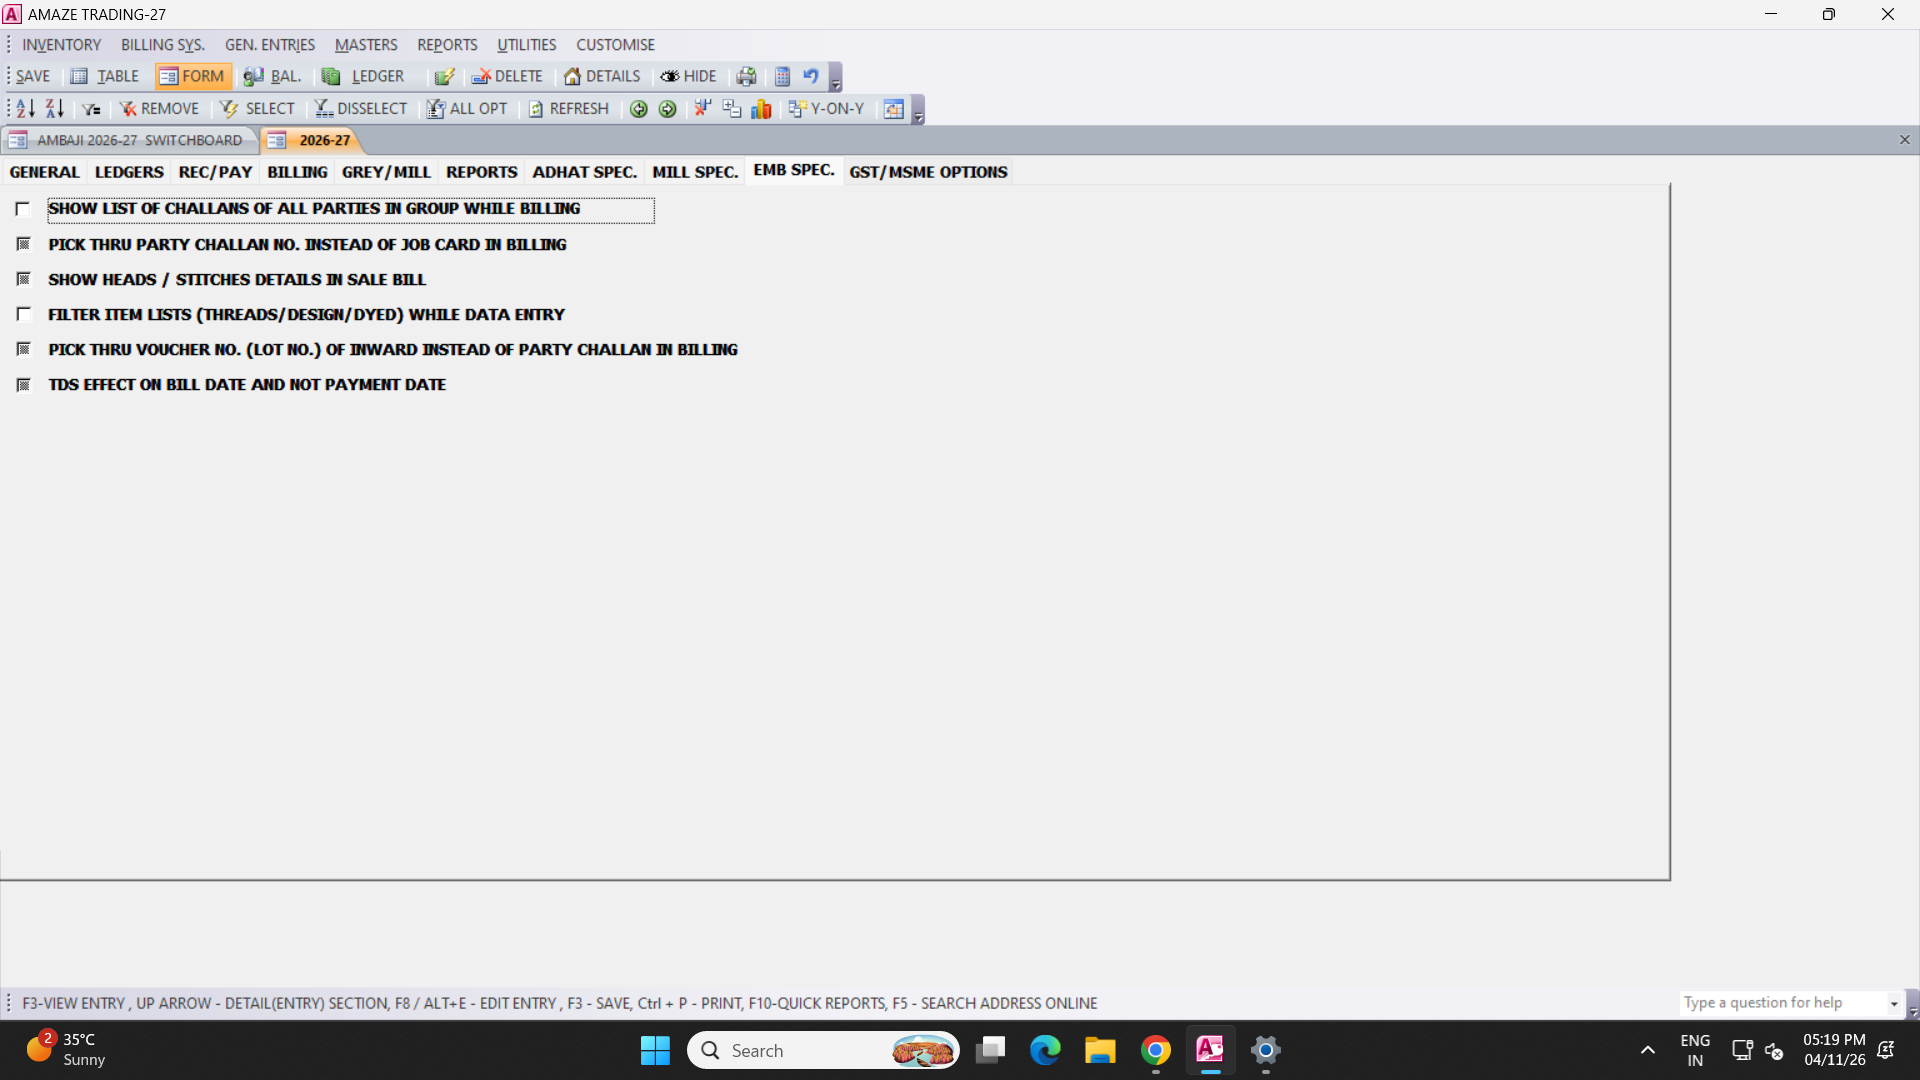 AMAZE TRADING-27
INVENTORY BILLING SYS. GEN. ENTRIES MASTERS REPORTS UTILITIES CUSTOMISE
SAVE TABLE FORM BAL. LEDGER DELETE DETAILS HIDE
REMOVE SELECT DISSELECT ALL OPT REFRESH Y-ON-Y
AMBAJI 2026-27 SWITCHBOARD 2026-27
GENERAL LEDGERS REC/PAY BILLING GREY/MILL REPORTS ADHAT SPEC. MILL SPEC. EMB SPEC. GST/MSME OPTIONS
SHOW LIST OF CHALLANS OF ALL PARTIES IN GROUP WHILE BILLING
PICK THRU PARTY CHALLAN NO. INSTEAD OF JOB CARD IN BILLING
SHOW HEADS / STITCHES DETAILS IN SALE BILL
FILTER ITEM LISTS (THREADS/DESIGN/DYED) WHILE DATA ENTRY
PICK THRU VOUCHER NO. (LOT NO.) OF INWARD INSTEAD OF PARTY CHALLAN IN BILLING
TDS EFFECT ON BILL DATE AND NOT PAYMENT DATE
F3-VIEW ENTRY , UP ARROW - DETAIL(ENTRY) SECTION, F8 / ALT+E - EDIT ENTRY , F3 - SAVE, Ctrl + P - PRINT, F10-QUICK REPORTS, F5 - SEARCH ADDRESS ONLINE
Type a question for help
2 35°C
Sunny
Search
ENG
IN
05:19 PM
04/11/26